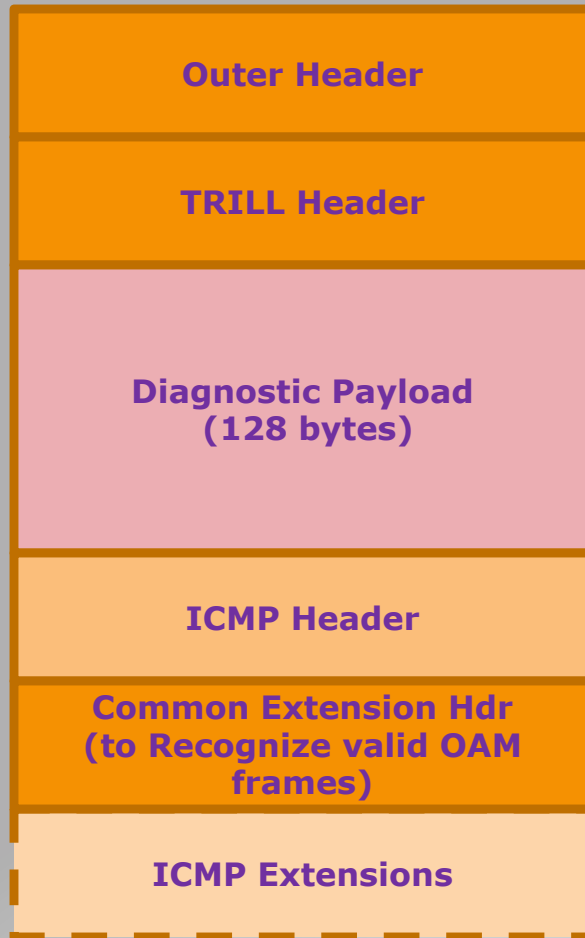 Outer Header
TRILL Header
Diagnostic Payload
(128 bytes)
ICMP Header
Common Extension Hdr
(to Recognize valid OAM
frames)
ICMP Extensions